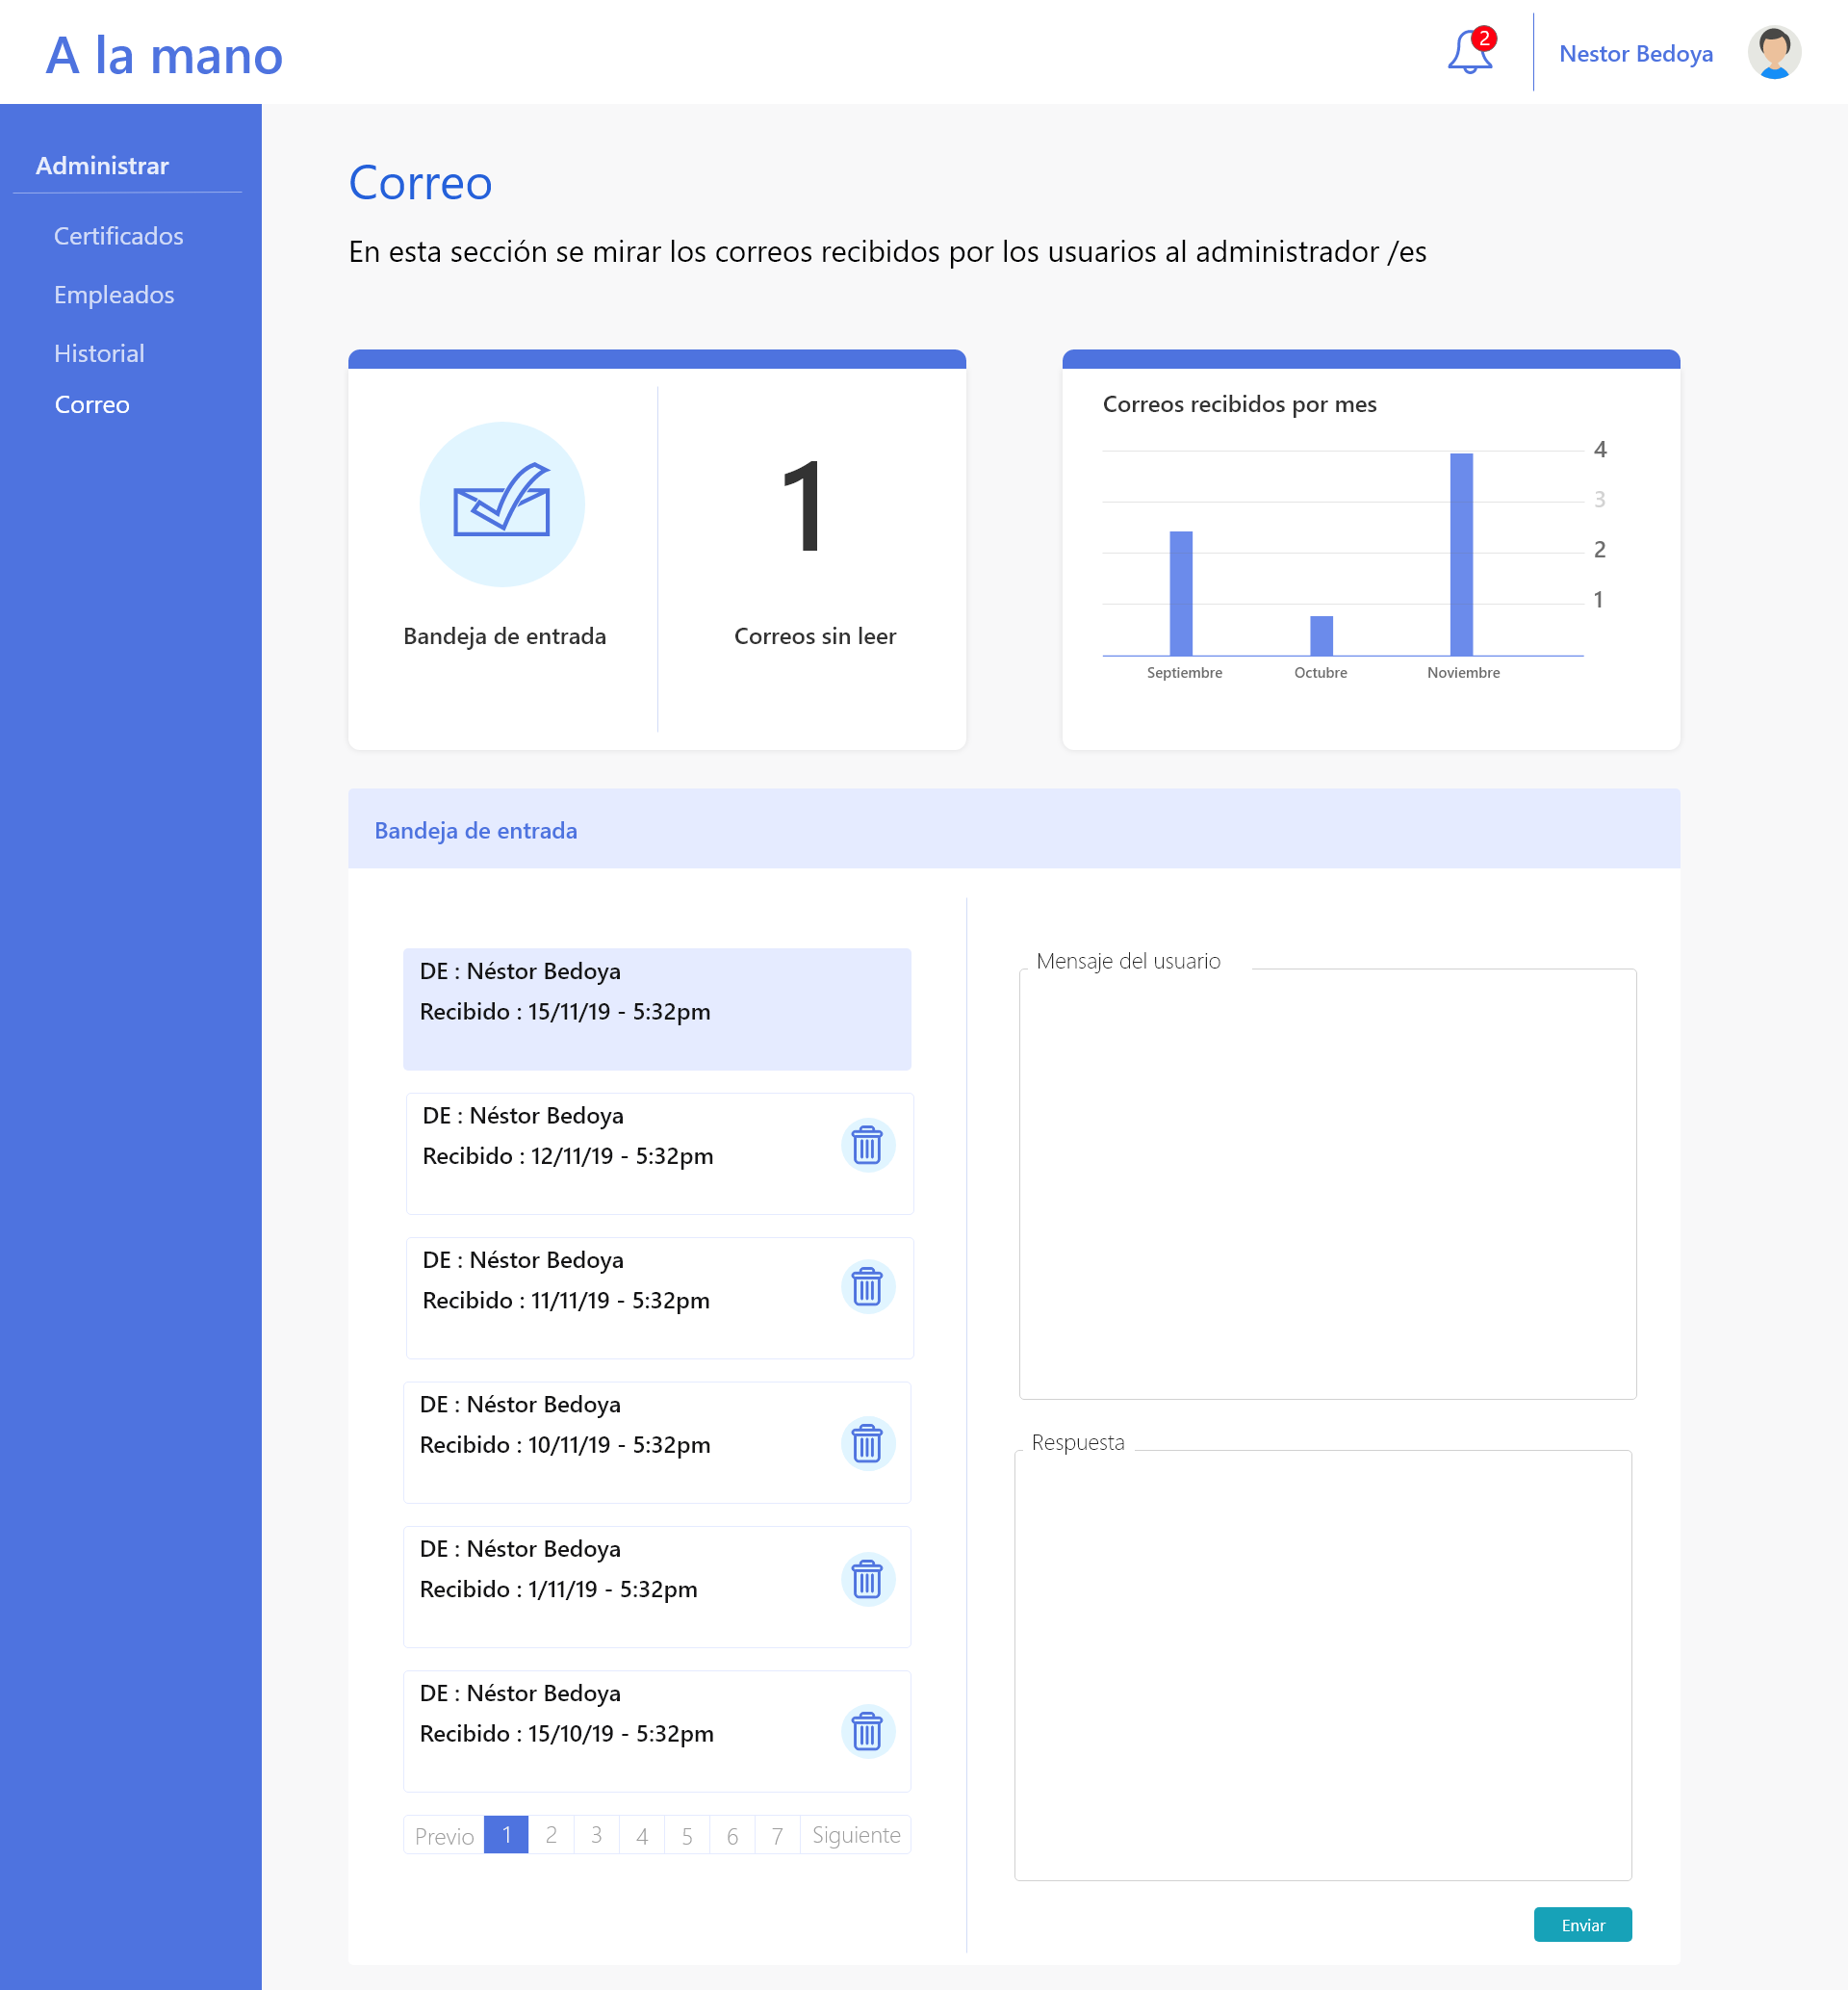 A la mano
2
Nestor Bedoya
Administrar
Certificados
Empleados
Historial
Correo
Correo
En esta sección se mirar los correos recibidos por los usuarios al administrador /es
Bandeja de entrada
1
Correos sin leer
Correos recibidos por mes
4
3
2
1
Septiembre
Octubre
Noviembre
Bandeja de entrada
DE : Néstor Bedoya
Recibido : 15/11/19 - 5:32pm
DE : Néstor Bedoya
Recibido : 12/11/19 - 5:32pm
DE : Néstor Bedoya
Recibido : 11/11/19 - 5:32pm
DE : Néstor Bedoya
Recibido : 10/11/19 - 5:32pm
DE : Néstor Bedoya
Recibido : 1/11/19 - 5:32pm
DE : Néstor Bedoya
Recibido : 15/10/19 - 5:32pm
Previo 1 2 3 4 5 6 7 Siguiente
Mensaje del usuario
Respuesta
Enviar